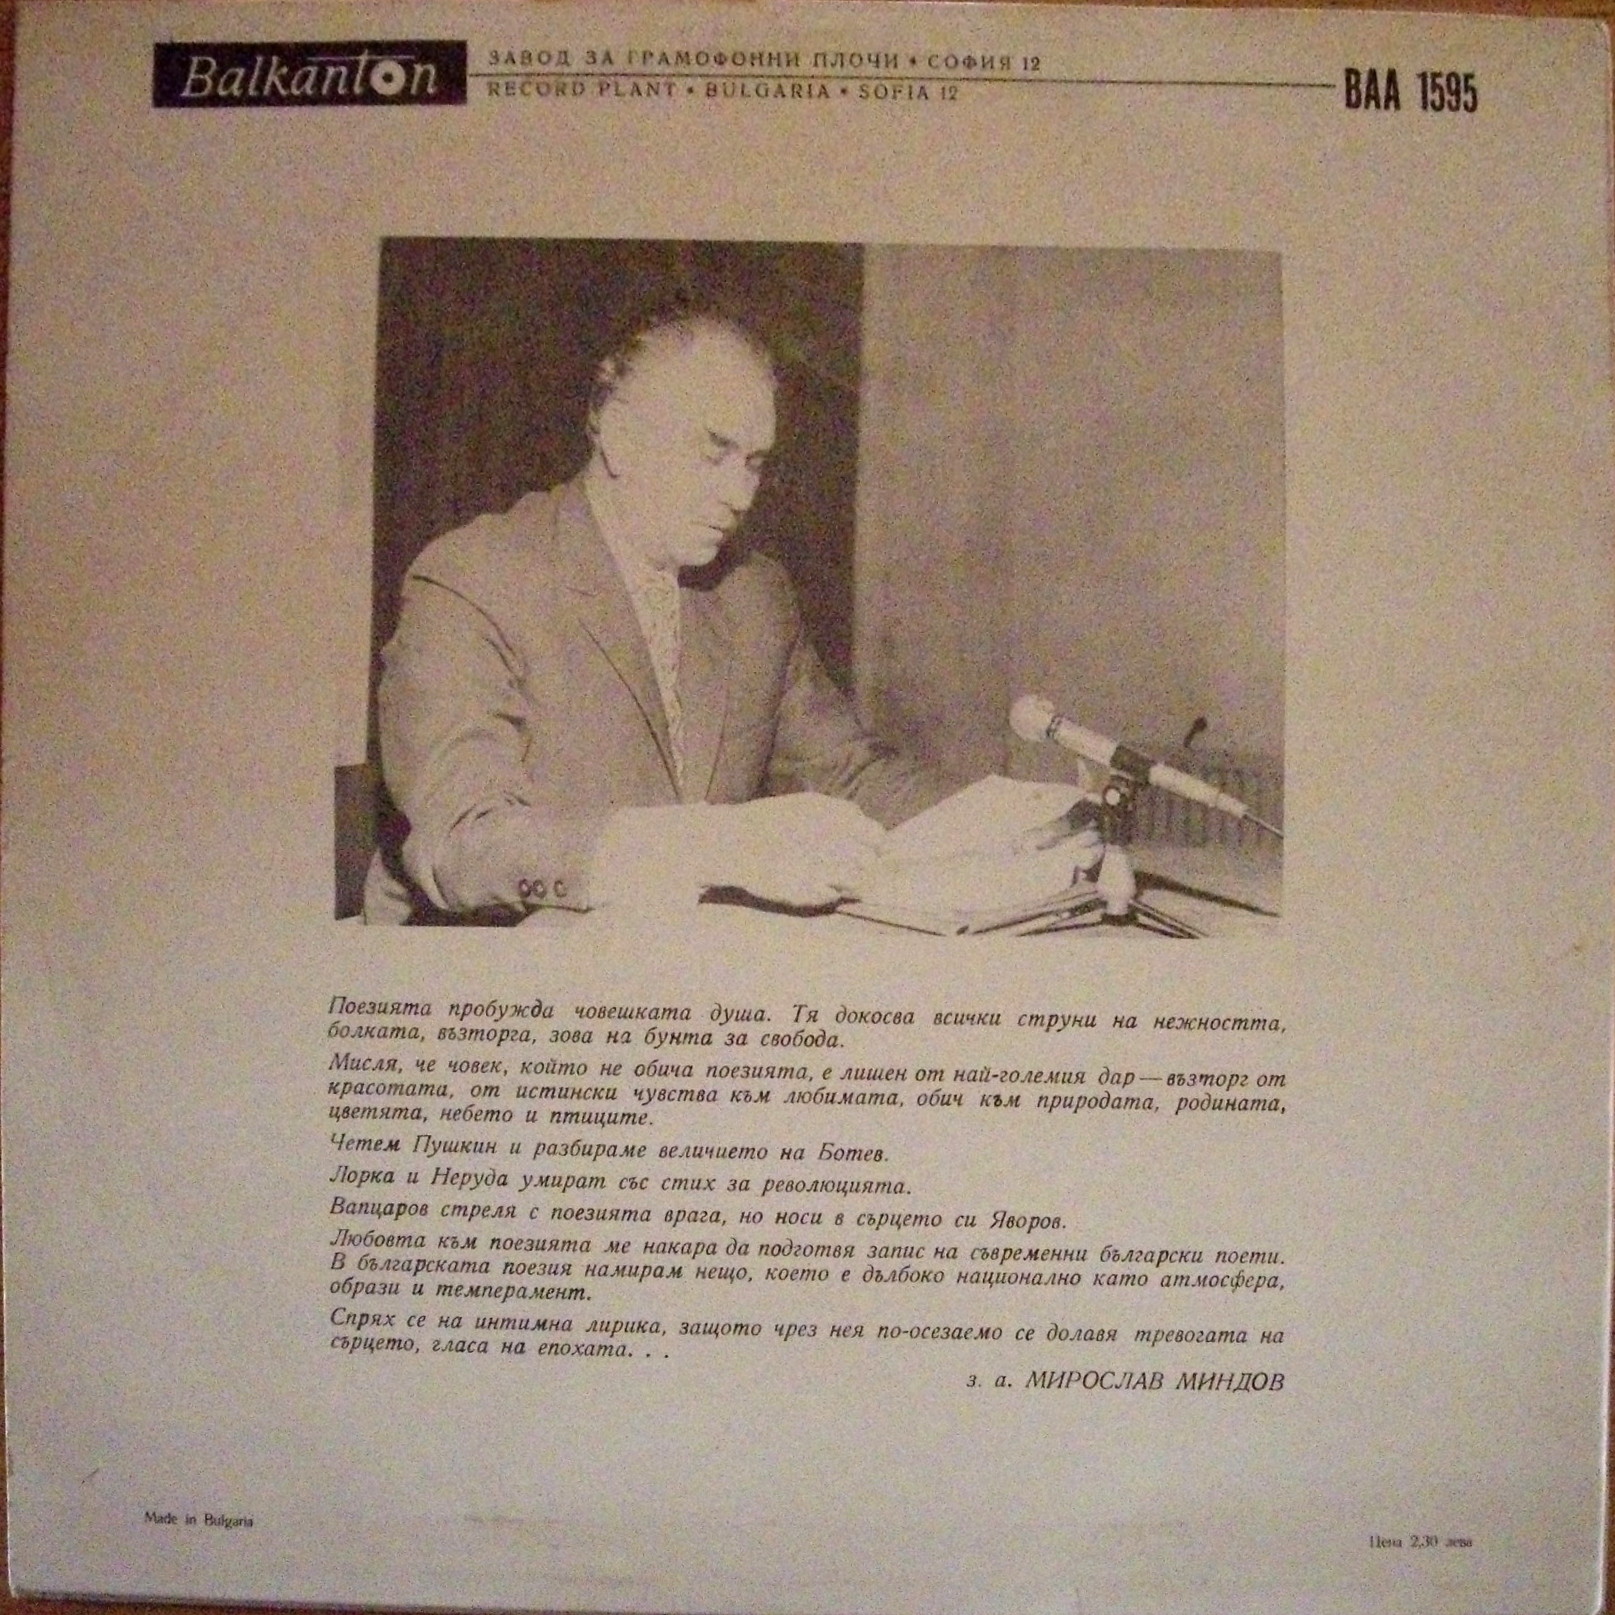 Balkanton
ЗАВОД ЗА ГРАМОФОННИ ПЛОЧИ • СОФИЯ 12
RECORD PLANT • BULGARIA • SOFIA 12
ВАА 1595
Поезията пробужда човешката душа. Тя докосва всички струни на нежността,
болката, възторга, зова на бунта за свобода.
Мисля, че човек, който не обича поезията, е лишен от най-големия дар — възторг от
красотата, от истински чувства към любимата, обич към природата, родината,
цветята, небето и птиците.
Четем Пушкин и разбираме величието на Ботев.
Лорка и Неруда умират със стих за революцията.
Вапцаров стреля с поезията врага, но носи в сърцето си Яворов.
Любовта към поезията ме накара да подготвя запис на съвременни български поети.
В българската поезия намирам нещо, което е дълбоко национално като атмосфера,
образи и темперамент.
Спрях се на интимна лирика, защото чрез нея по-осезаемо се долавя тревогата на
сърцето, гласа на епохата. . .
з. а. МИРОСЛАВ МИНДОВ
Made in Bulgaria
Цена 2,30 лева